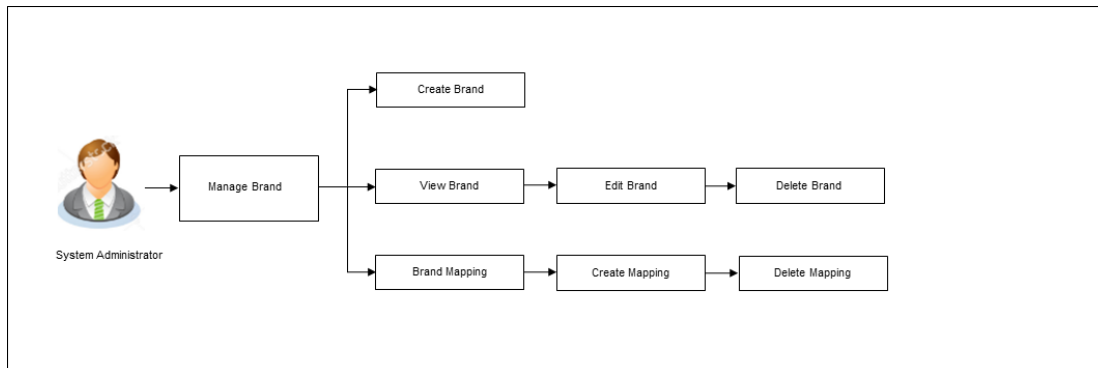 Create Brand
Manage Brand
View Brand
Edit Brand
Delete Brand
System Administrator
Brand Mapping
Create Mapping
Delete Mapping